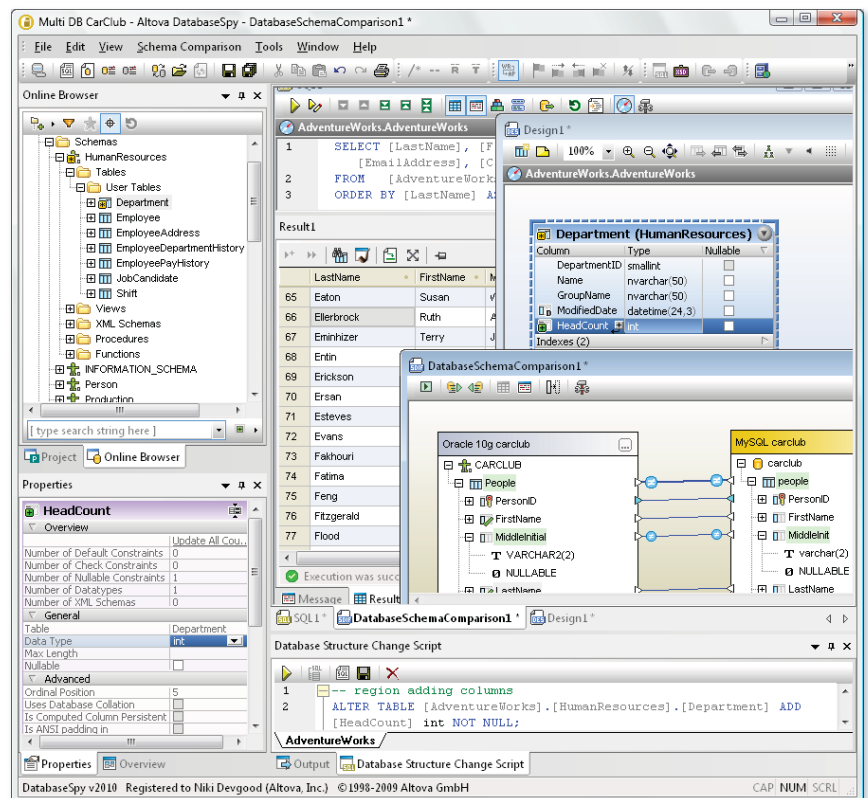 Multi DB CarClub - Altova DatabaseSpy - DatabaseSchemaComparison1 *
File Edit View Schema Comparison Tools Window Help
Online Browser
Schemas
HumanResources
Tables
User Tables
Department
Employee
EmployeeAddress
EmployeeDepartmentHistory
EmployeePayHistory
JobCandidate
Shift
Views
XML Schemas
Procedures
Functions
INFORMATION_SCHEMA
Person
Production
[ type search string here ]
Project Online Browser
Properties
HeadCount
Overview
Update All Cou..
Number of Default Constraints 0
Number of Check Constraints 0
Number of Nullable Constraints 1
Number of Datatypes 1
Number of XML Schemas 0
General
Table Department
Data Type int
Max Length
Nullable
Advanced
Ordinal Position 5
Uses Database Collation
Is Computed Column Persistent
Is ANSI padding in
Properties Overview
AdventureWorks.AdventureWorks
1 SELECT [LastName], [F
[EmailAddress], [C
2 FROM [AdventureWork
3 ORDER BY [LastName] A
Result1
LastName FirstName M
65 Eaton Susan
66 Ellerbrock Ruth A
67 Eminhizer Terry J
68 Entin
69 Erickson
70 Ersan
71 Esteves
72 Evans
73 Fakhouri
74 Fatima
75 Feng
76 Fitzgerald
77 Flood
Execution was succ
Message Result
Design1 *
100%
AdventureWorks.AdventureWorks
Department (HumanResources)
Column Type Nullable
DepartmentID smallint
Name nvarchar(50)
GroupName nvarchar(50)
ModifiedDate datetime(24,3)
HeadCount int
Indexes (2)
DatabaseSchemaComparison1 *
Oracle 10g carclub ...
CARCLUB
People
PersonID
FirstName
MiddleInitial
VARCHAR2(2)
NULLABLE
LastName
MySQL carclub
carclub
people
PersonID
FirstName
MiddleInit
varchar(2)
NULLABLE
LastName
SQL1 * DatabaseSchemaComparison1 * Design1 *
Database Structure Change Script
1 -- region adding columns
2 ALTER TABLE [AdventureWorks].[HumanResources].[Department] ADD
[HeadCount] int NOT NULL;
AdventureWorks
Output Database Structure Change Script
DatabaseSpy v2010 Registered to Niki Devgood (Altova, Inc.) ©1998-2009 Altova GmbH CAP NUM SCRL